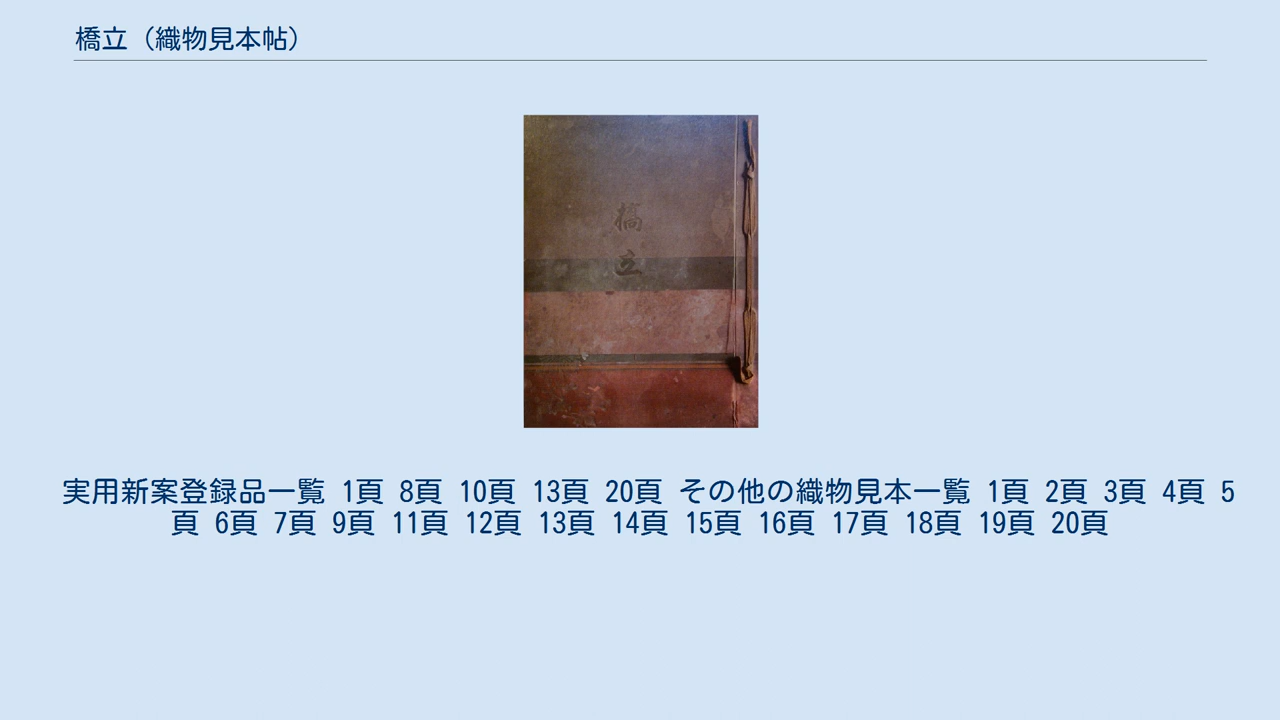 橋立（織物見本帖）
橋
立
実用新案登録品一覧 1頁 8頁 10頁 13頁 20頁 その他の織物見本一覧 1頁 2頁 3頁 4頁 5
頁 6頁 7頁 9頁 11頁 12頁 13頁 14頁 15頁 16頁 17頁 18頁 19頁 20頁